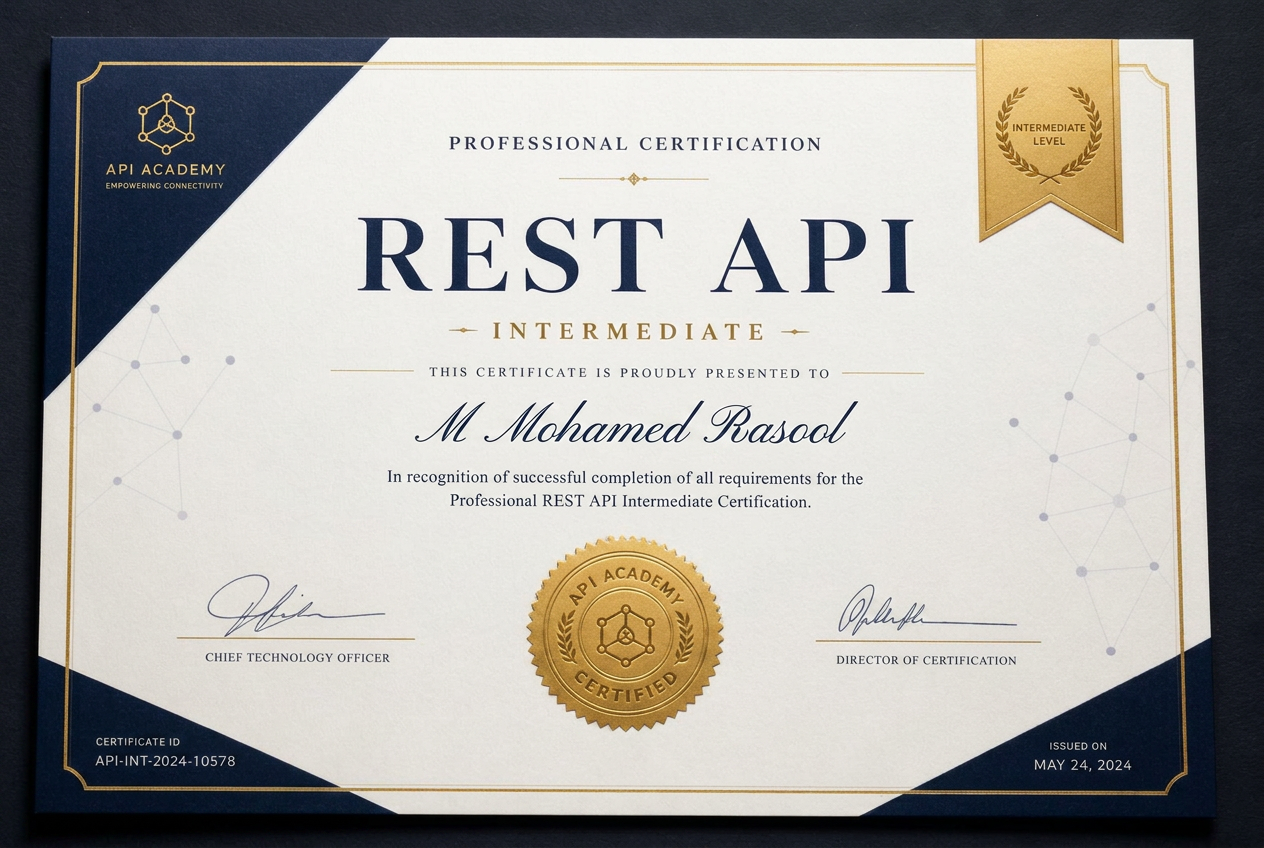 API ACADEMY
EMPOWERING CONNECTIVITY
INTERMEDIATE
LEVEL
PROFESSIONAL CERTIFICATION
REST API
INTERMEDIATE
THIS CERTIFICATE IS PROUDLY PRESENTED TO
M Mohamed Rasool
In recognition of successful completion of all requirements for the
Professional REST API Intermediate Certification.
API ACADEMY
CERTIFIED
CHIEF TECHNOLOGY OFFICER
DIRECTOR OF CERTIFICATION
CERTIFICATE ID
API-INT-2024-10578
ISSUED ON
MAY 24, 2024